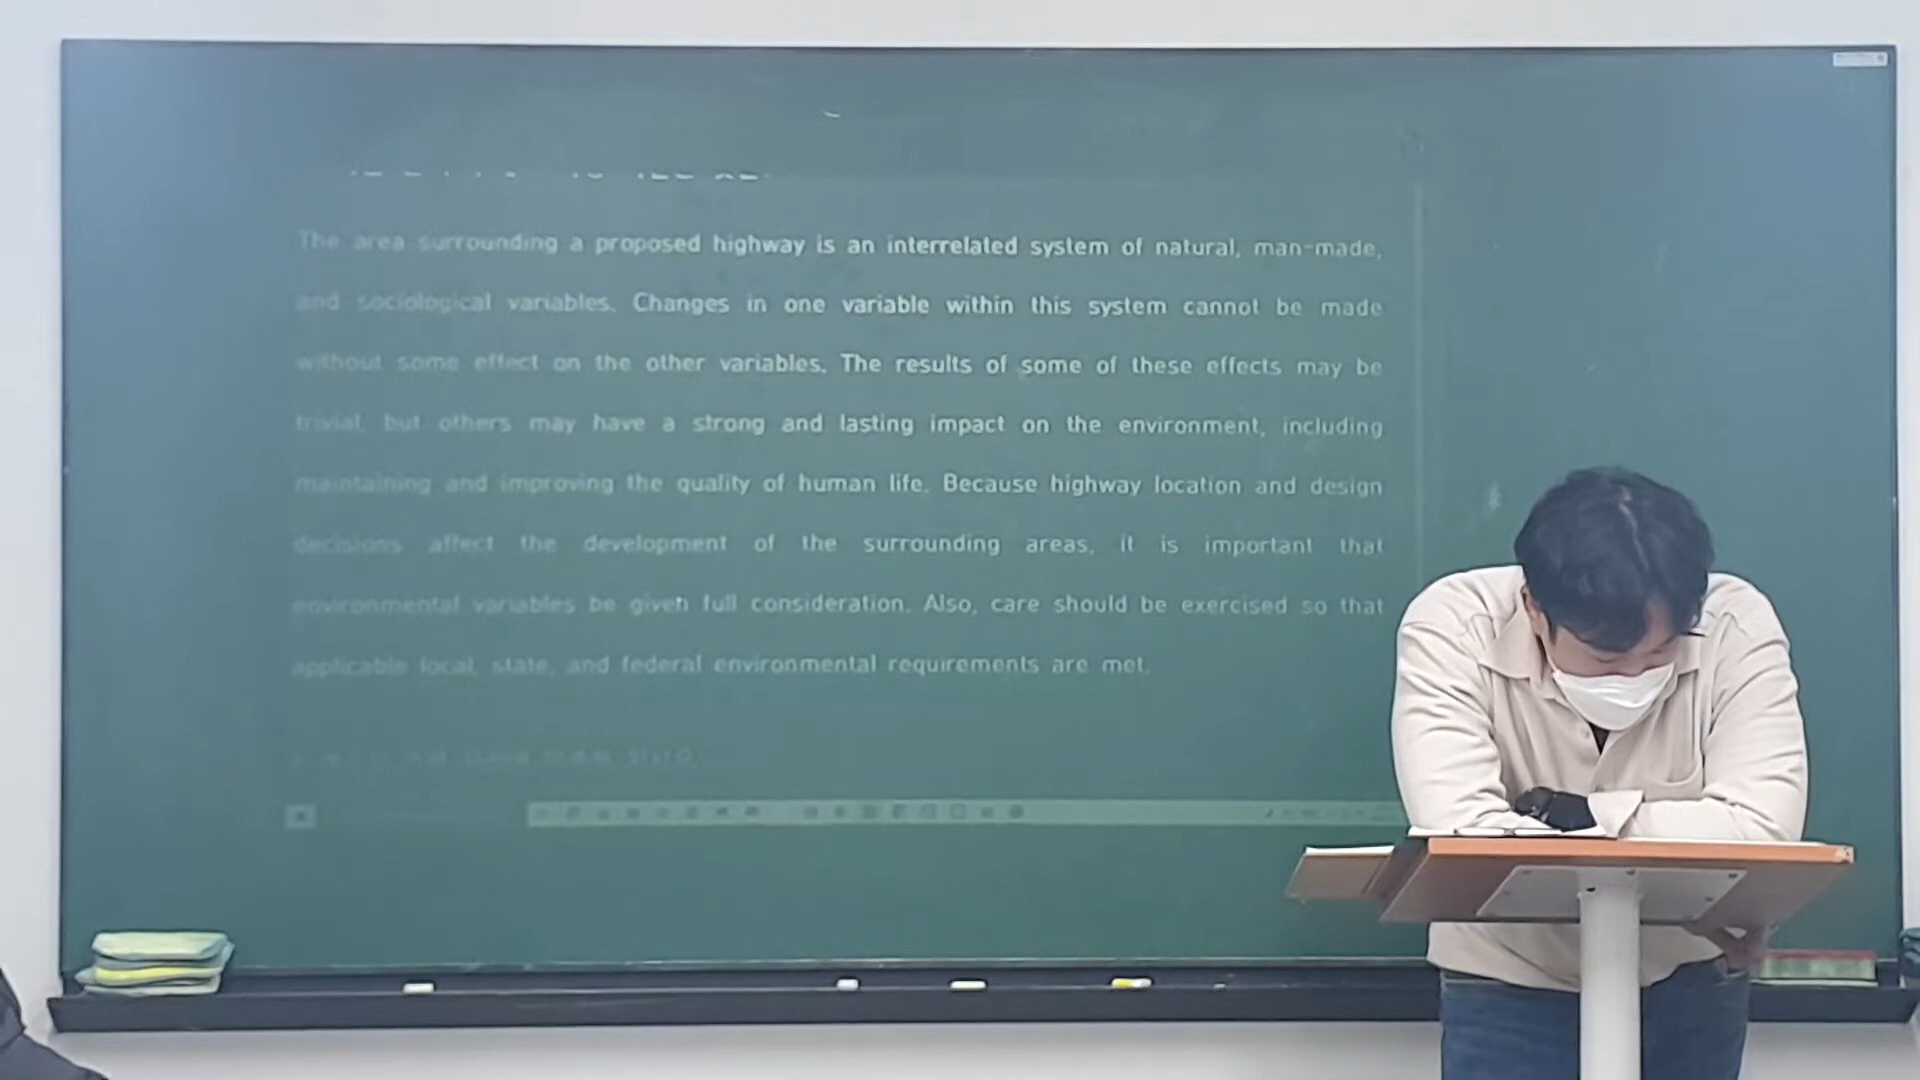 The area surrounding a proposed highway is an interrelated system of natural, man-made,
and sociological variables. Changes in one variable within this system cannot be made
without some effect on the other variables. The results of some of these effects may be
trivial, but others may have a strong and lasting impact on the environment, including
maintaining and improving the quality of human life. Because highway location and design
decisions affect the development of the surrounding areas, it is important that
environmental variables be given full consideration. Also, care should be exercised so that
applicable local, state, and federal environmental requirements are met.